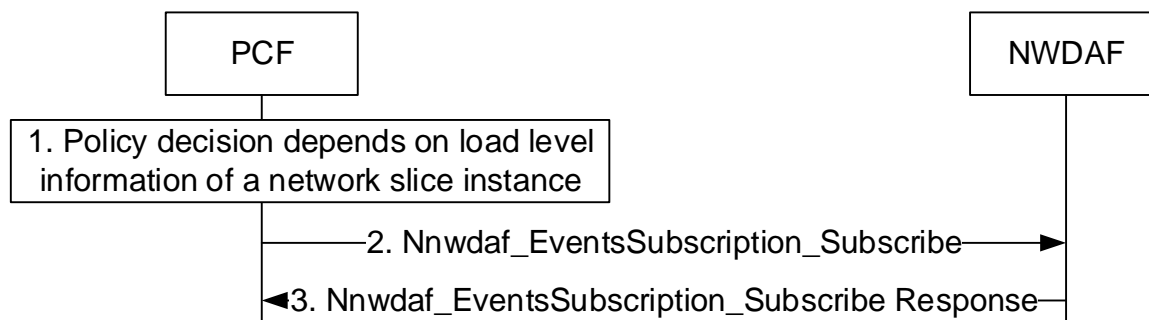 PCF
NWDAF
1. Policy decision depends on load level
information of a network slice instance
2. Nnwdaf_EventsSubscription_Subscribe
3. Nnwdaf_EventsSubscription_Subscribe Response